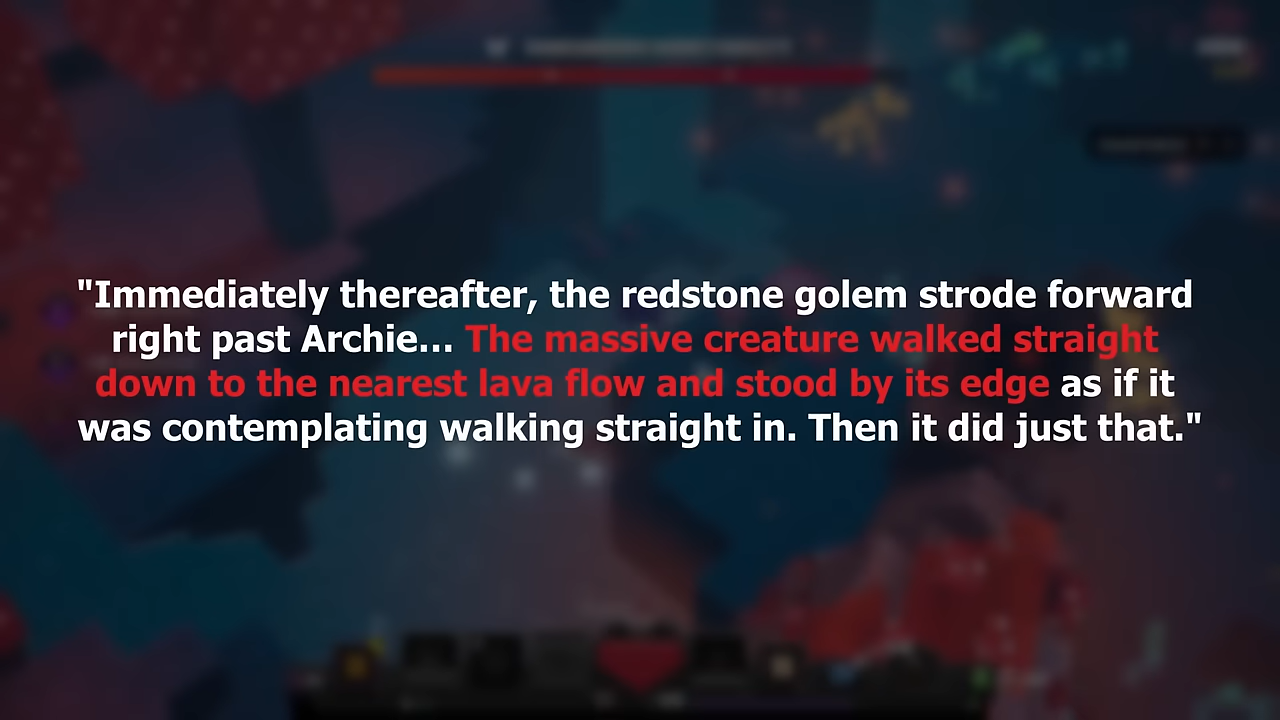 "Immediately thereafter, the redstone golem strode forward
right past Archie... The massive creature walked straight
down to the nearest lava flow and stood by its edge as if it
was contemplating walking straight in. Then it did just that."